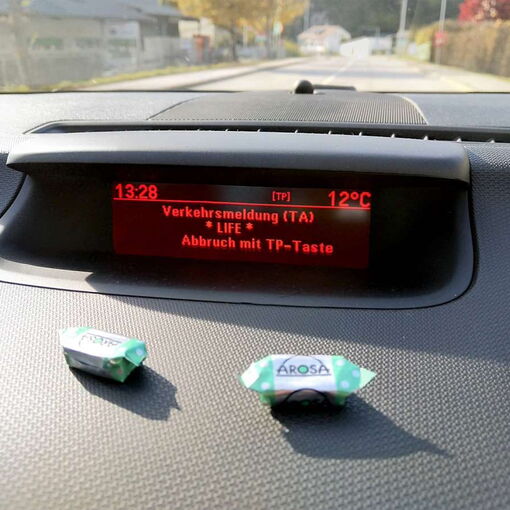 13:28 [TP] 12°C
Verkehrsmeldung (TA)
* LIFE *
Abbruch mit TP-Taste
AROSA